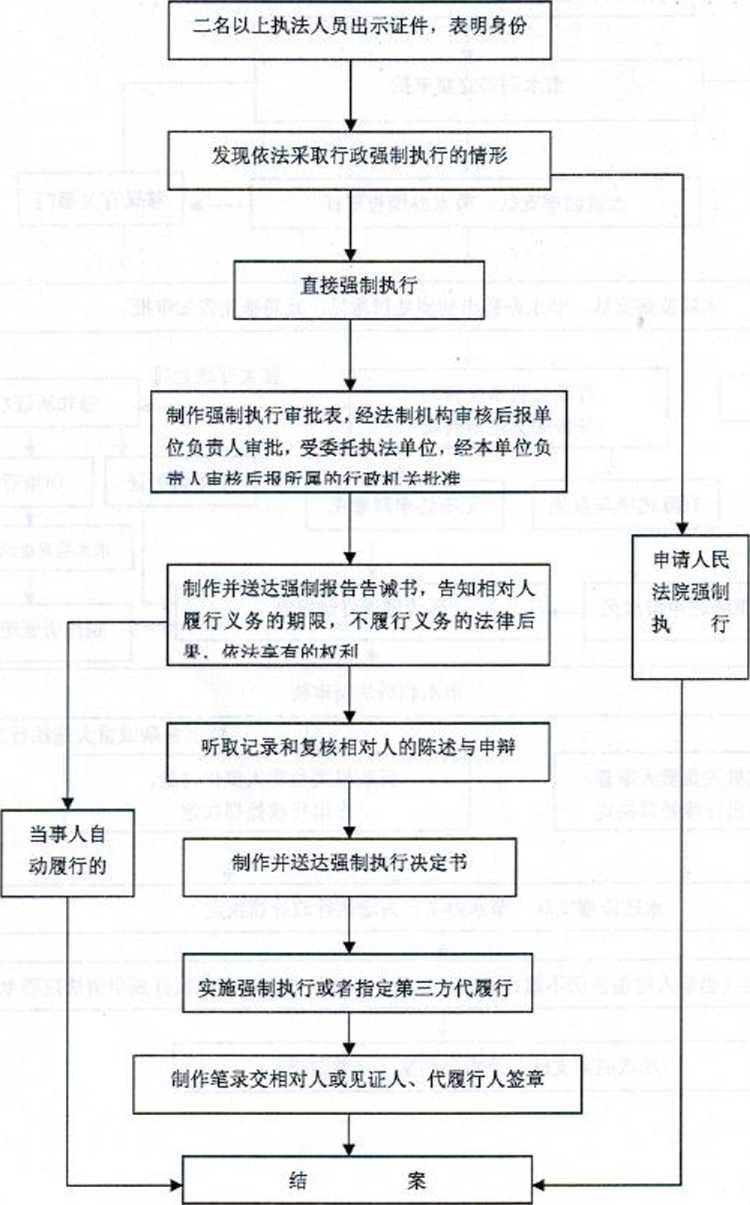 二名以上执法人员出示证件，表明身份
发现依法采取行政强制执行的情形
直接强制执行
制作强制执行审批表，经法制机构审核后报单
位负责人审批，受委托执法单位，经本单位负
责人审核后报所属的行政机关批准
申请人民
法院强制
执行
制作并送达强制报告告诫书，告知相对人
履行义务的期限，不履行义务的法律后
果，依法享有的权利
听取记录和复核相对人的陈述与申辩
当事人自
动履行的
制作并送达强制执行决定书
实施强制执行或者指定第三方代履行
制作笔录交相对人或见证人、代履行人签章
结案